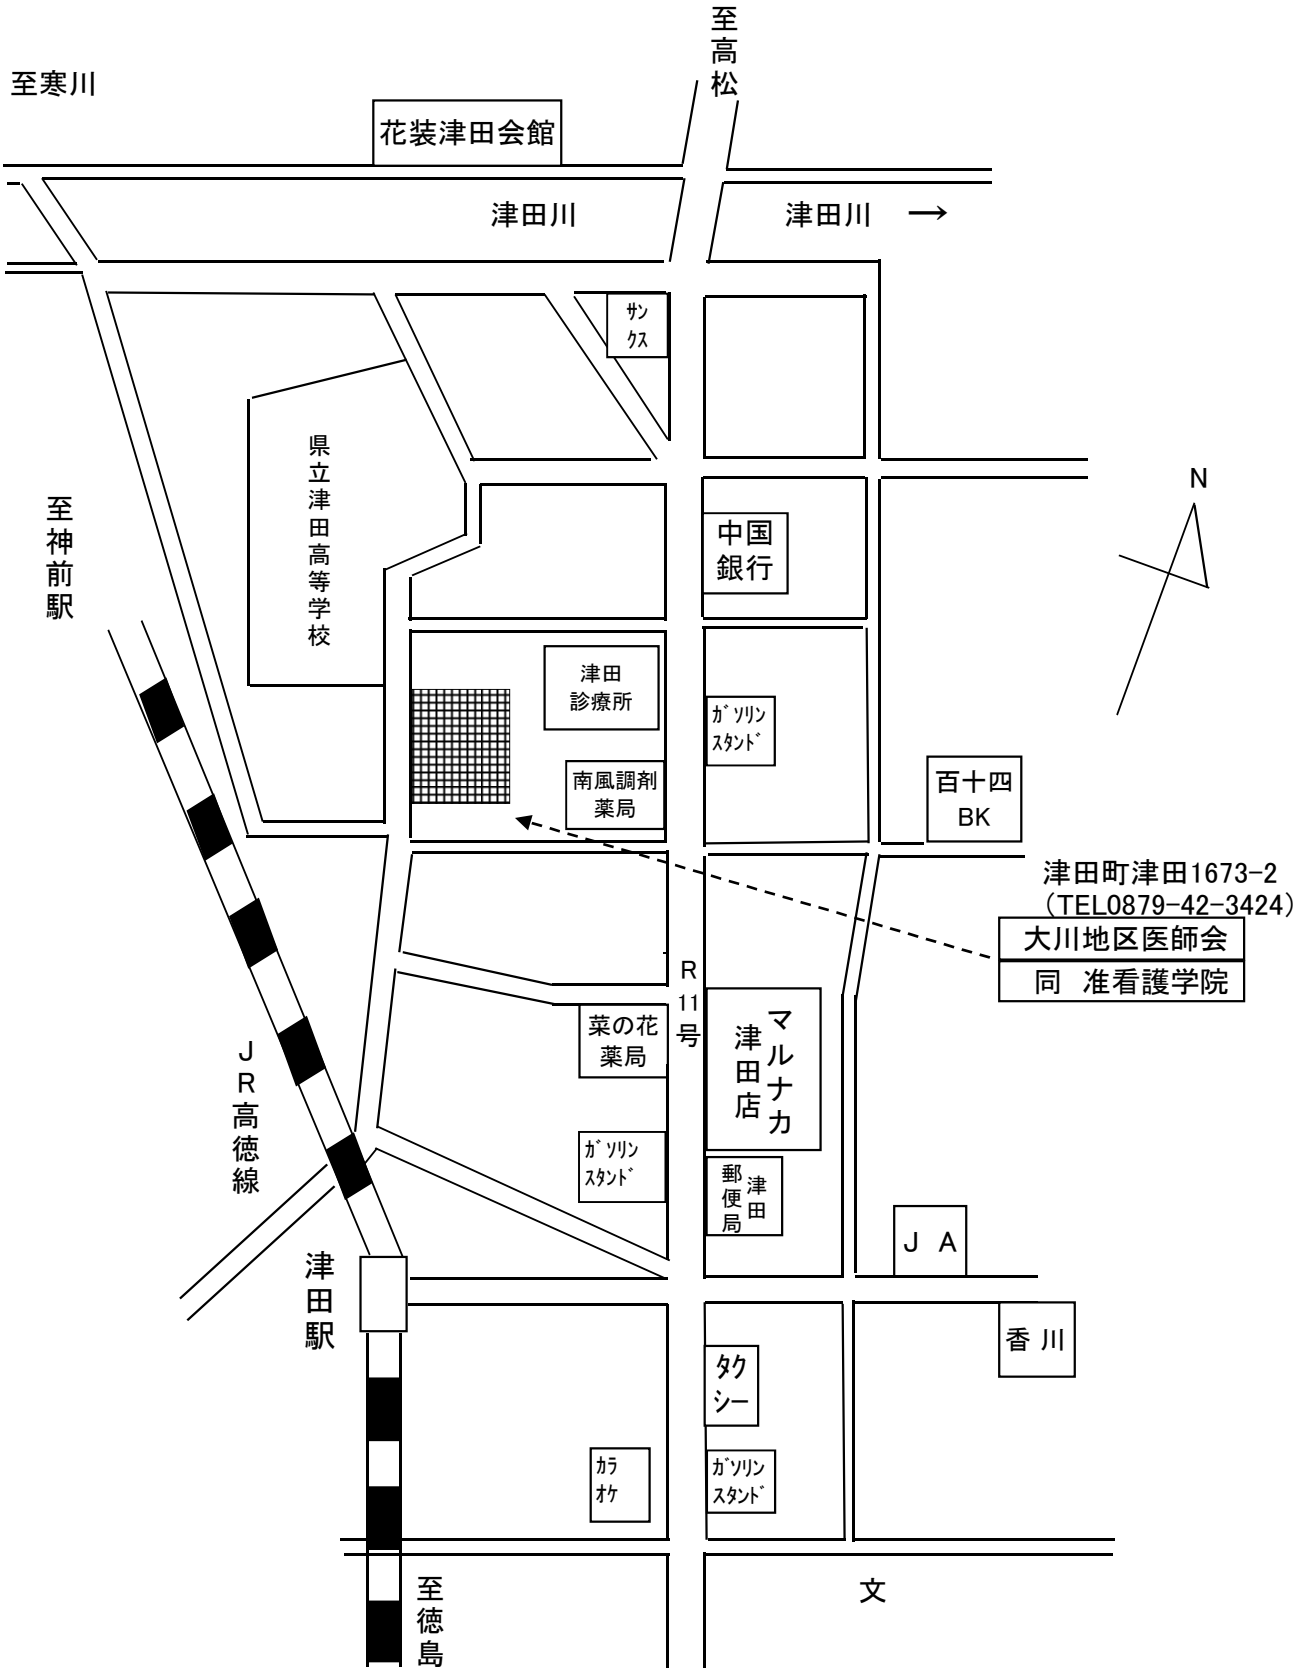 至高松
至寒川
花装津田会館
津田川
津田川 →
サン
クス
県立津田高等学校
N
至神前駅
中国
銀行
津田
診療所
ガソリン
スタンド
南風調剤
薬局
百十四
BK
津田町津田1673-2
（TEL0879-42-3424）
大川地区医師会
同 准看護学院
R11号
マルナカ
津田店
菜の花
薬局
JR高徳線
ガソリン
スタンド
津田
郵便局
JA
津田駅
香川
タク
シー
カラ
オケ
ガソリン
スタンド
至徳島
文